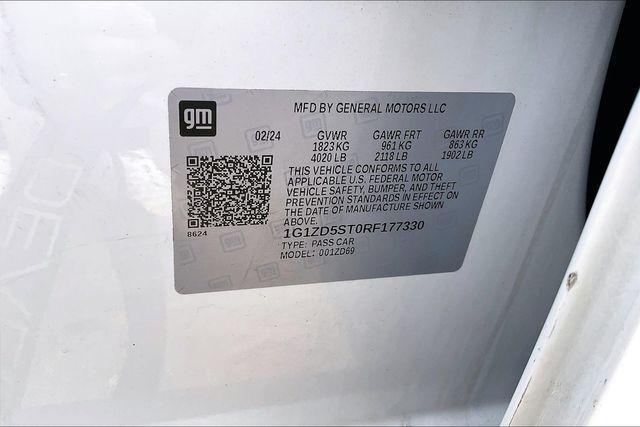 gm
MFD BY GENERAL MOTORS LLC
02/24 GVWR GAWR FRT GAWR RR
1823 KG 961 KG 863 KG
4020 LB 2118 LB 1902 LB
THIS VEHICLE CONFORMS TO ALL
APPLICABLE U.S. FEDERAL MOTOR
VEHICLE SAFETY, BUMPER, AND THEFT
PREVENTION STANDARDS IN EFFECT ON
THE DATE OF MANUFACTURE SHOWN
ABOVE.
8624
1G1ZD5ST0RF177330
TYPE: PASS CAR
MODEL: 001ZD69